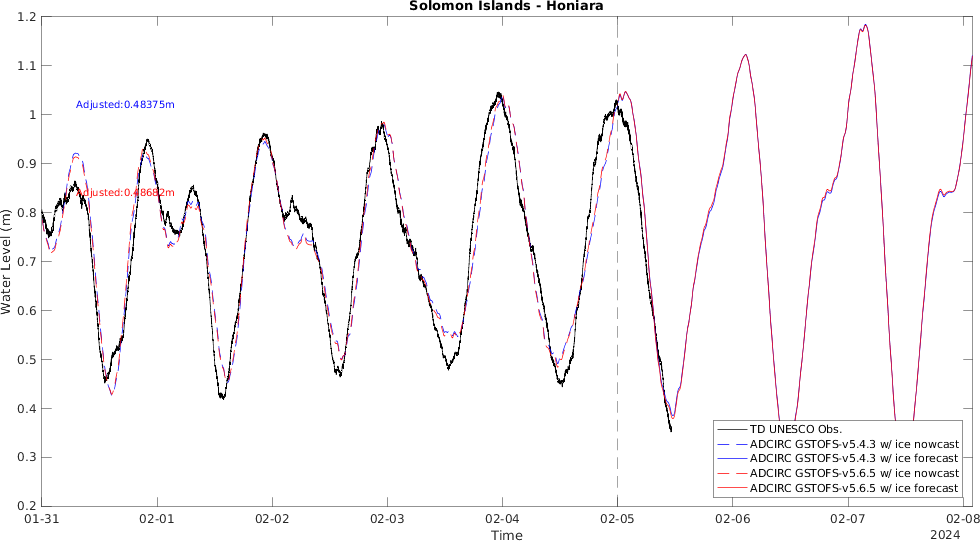 Solomon Islands - Honiara
1.2
1.1
1
0.9
0.8
0.7
0.6
0.5
0.4
0.3
0.2
Water Level (m)
Adjusted:0.48375m
Adjusted:0.48682m
TD UNESCO Obs.
ADCIRC GSTOFS-v5.4.3 w/ ice nowcast
ADCIRC GSTOFS-v5.4.3 w/ ice forecast
ADCIRC GSTOFS-v5.6.5 w/ ice nowcast
ADCIRC GSTOFS-v5.6.5 w/ ice forecast
01-31 02-01 02-02 02-03 02-04 02-05 02-06 02-07 02-08
Time
2024